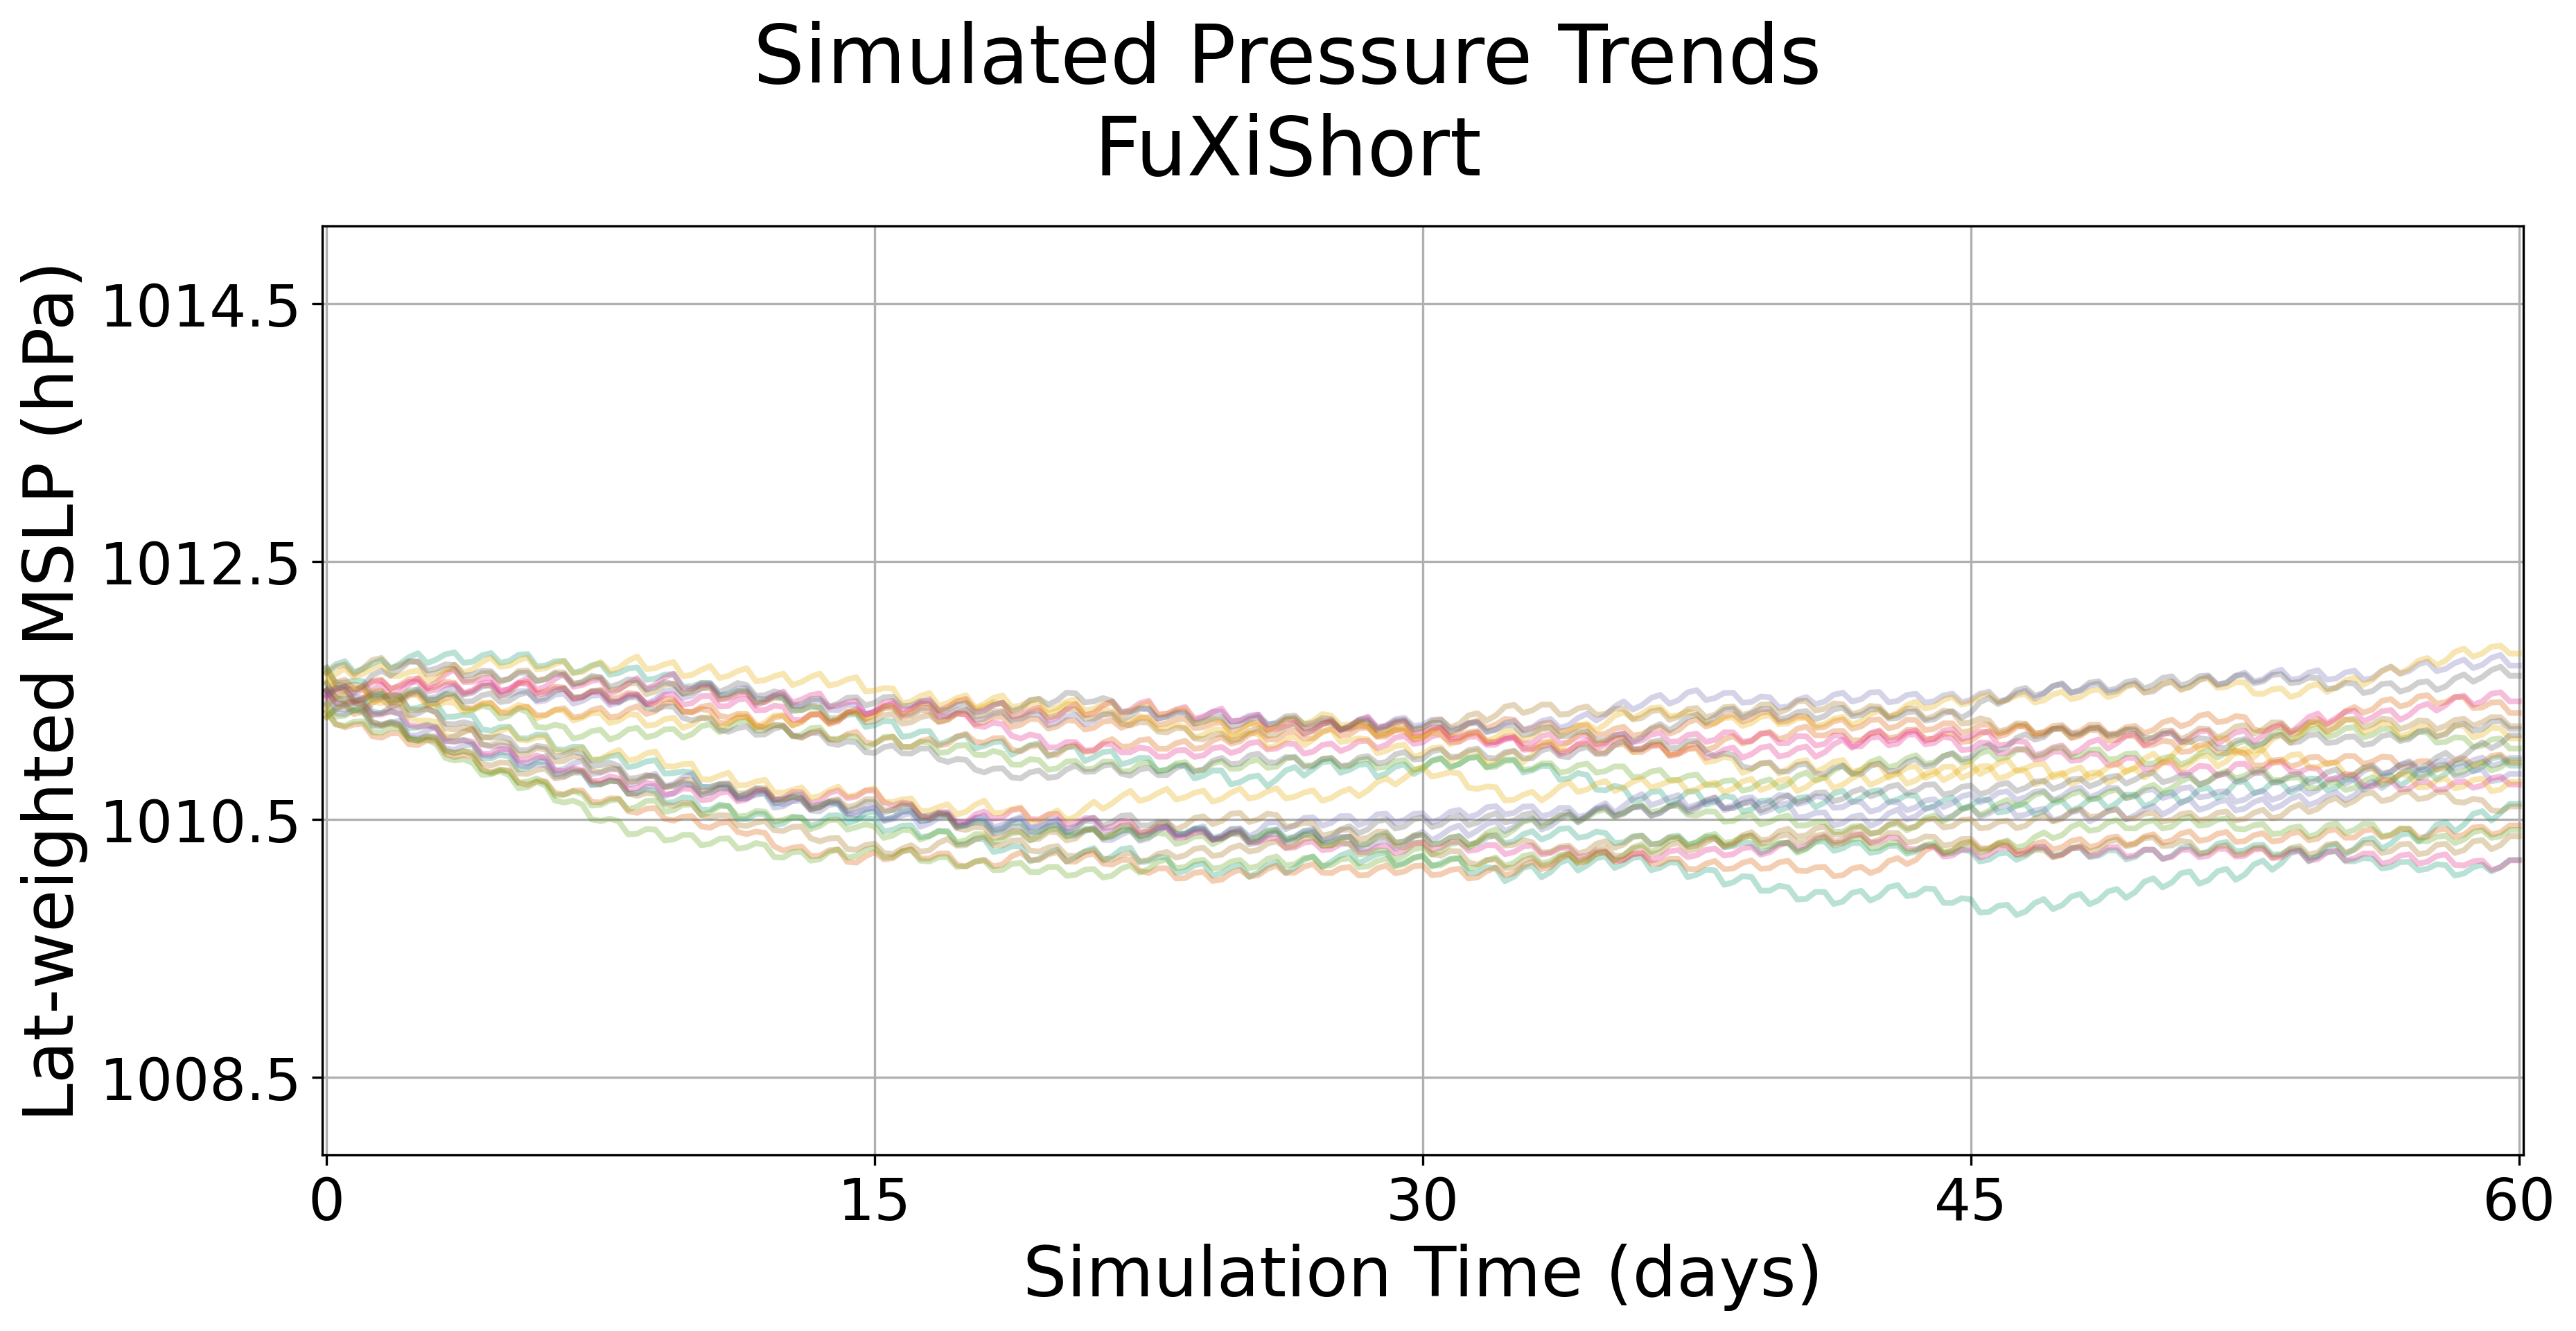 Simulated Pressure Trends
FuXiShort
Lat-weighted MSLP (hPa)
1014.5
1012.5
1010.5
1008.5
0 15 30 45 60
Simulation Time (days)